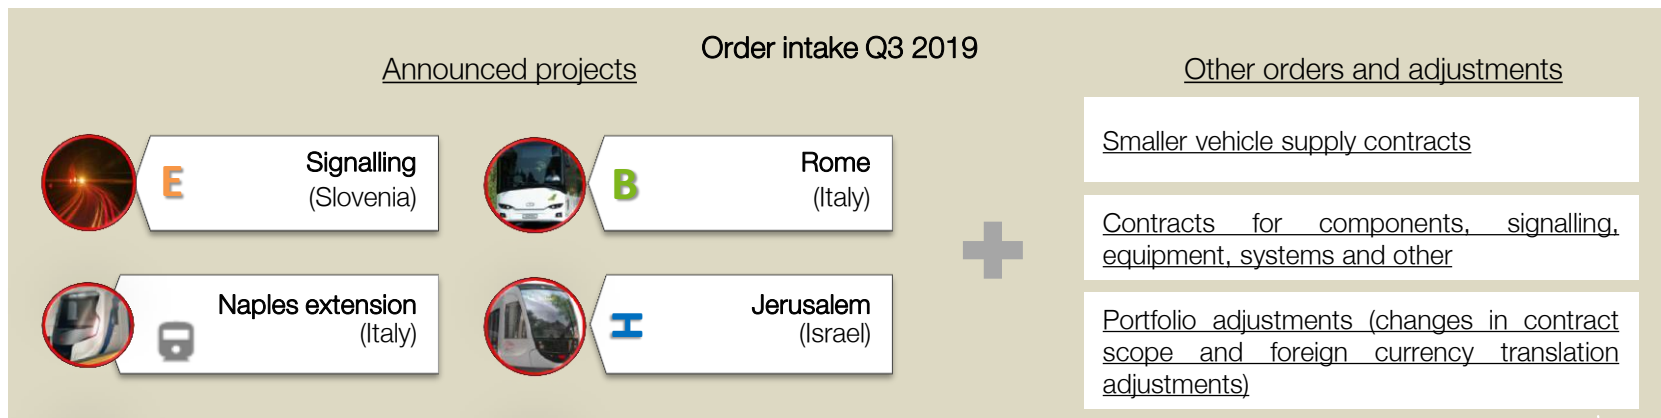 Order intake Q3 2019
Announced projects
E
Signalling
(Slovenia)
B
Rome
(Italy)
Naples extension
(Italy)
H
Jerusalem
(Israel)
Other orders and adjustments
Smaller vehicle supply contracts
Contracts for components, signalling,
equipment, systems and other
Portfolio adjustments (changes in contract
scope and foreign currency translation
adjustments)